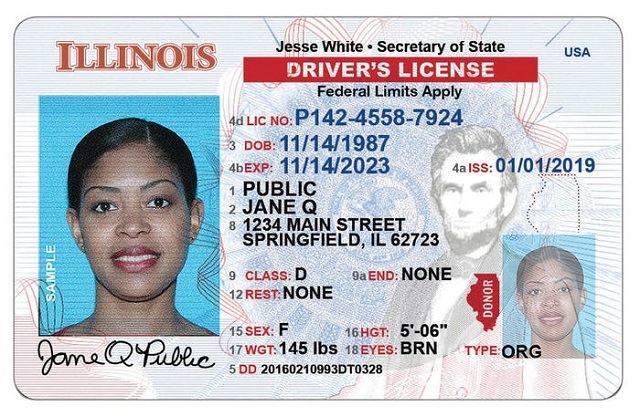 ILLINOIS
Jesse White • Secretary of State
USA
DRIVER'S LICENSE
Federal Limits Apply
4d LIC NO: P142-4558-7924
3 DOB: 11/14/1987
4b EXP: 11/14/2023
4a ISS: 01/01/2019
1 PUBLIC
2 JANE Q
8 1234 MAIN STREET
SPRINGFIELD, IL 62723
9 CLASS: D
9a END: NONE
12 REST: NONE
15 SEX: F
16 HGT: 5'-06"
17 WGT: 145 lbs
18 EYES: BRN
TYPE: ORG
5 DD 20160210993DT0328
SAMPLE
DONOR
Jane Q Public